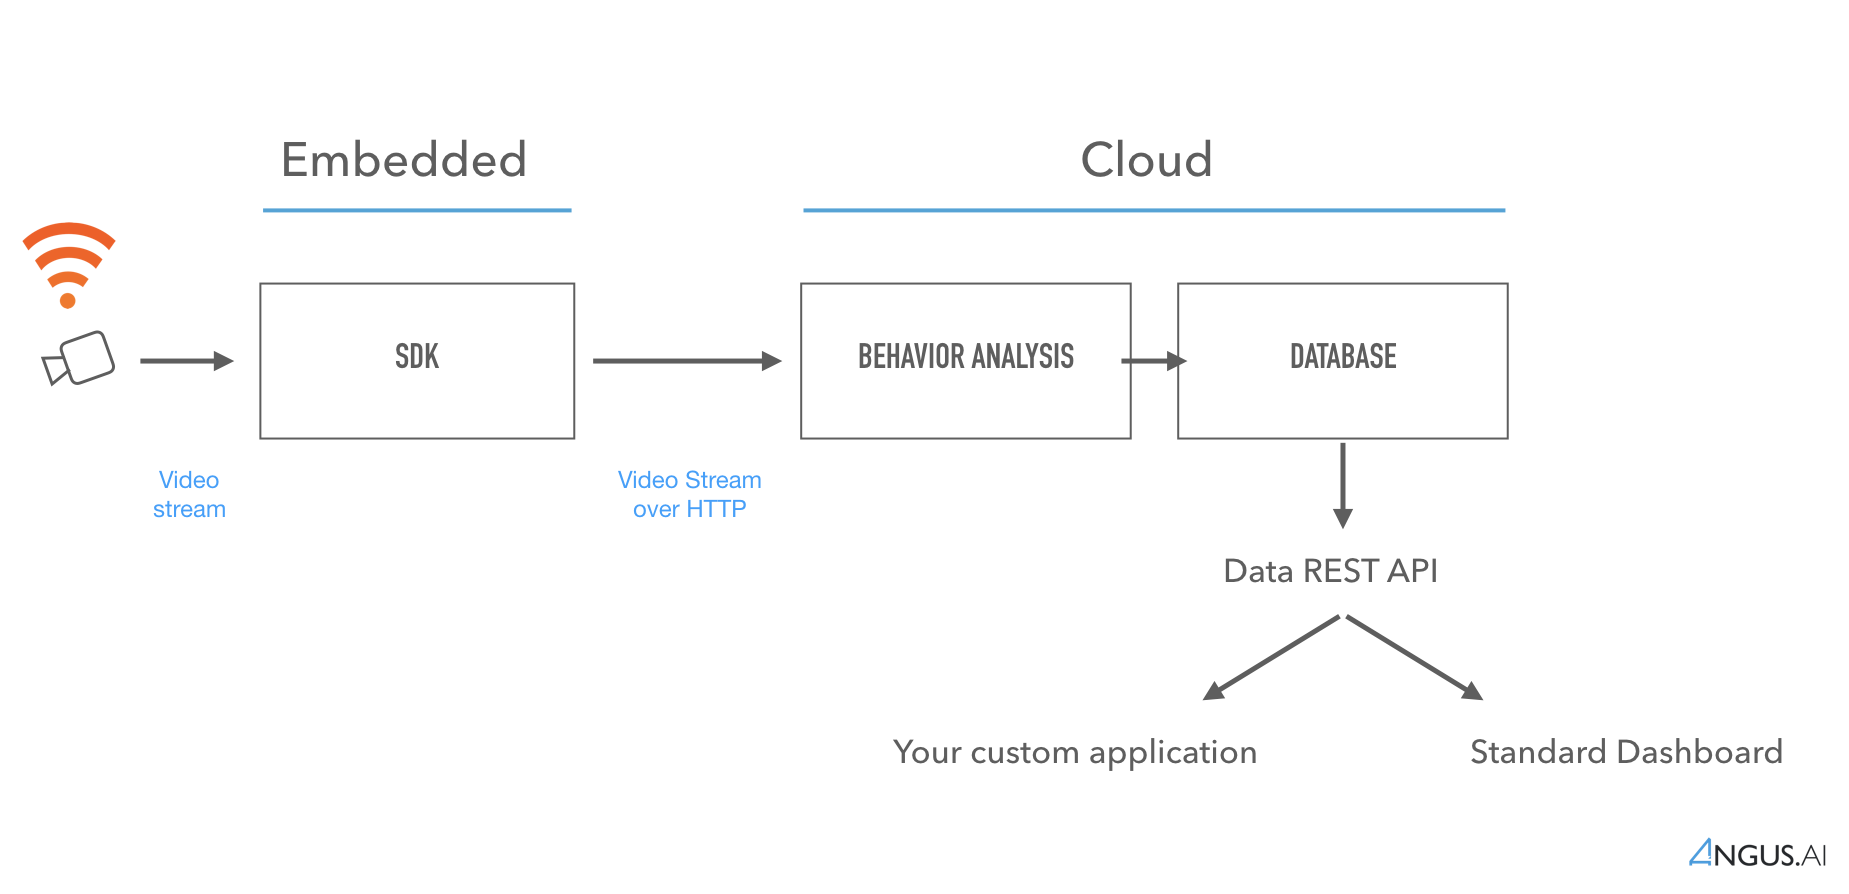 Embedded
Cloud
SDK
BEHAVIOR ANALYSIS
DATABASE
Video
stream
Video Stream
over HTTP
Data REST API
Your custom application
Standard Dashboard
ANGUS.AI